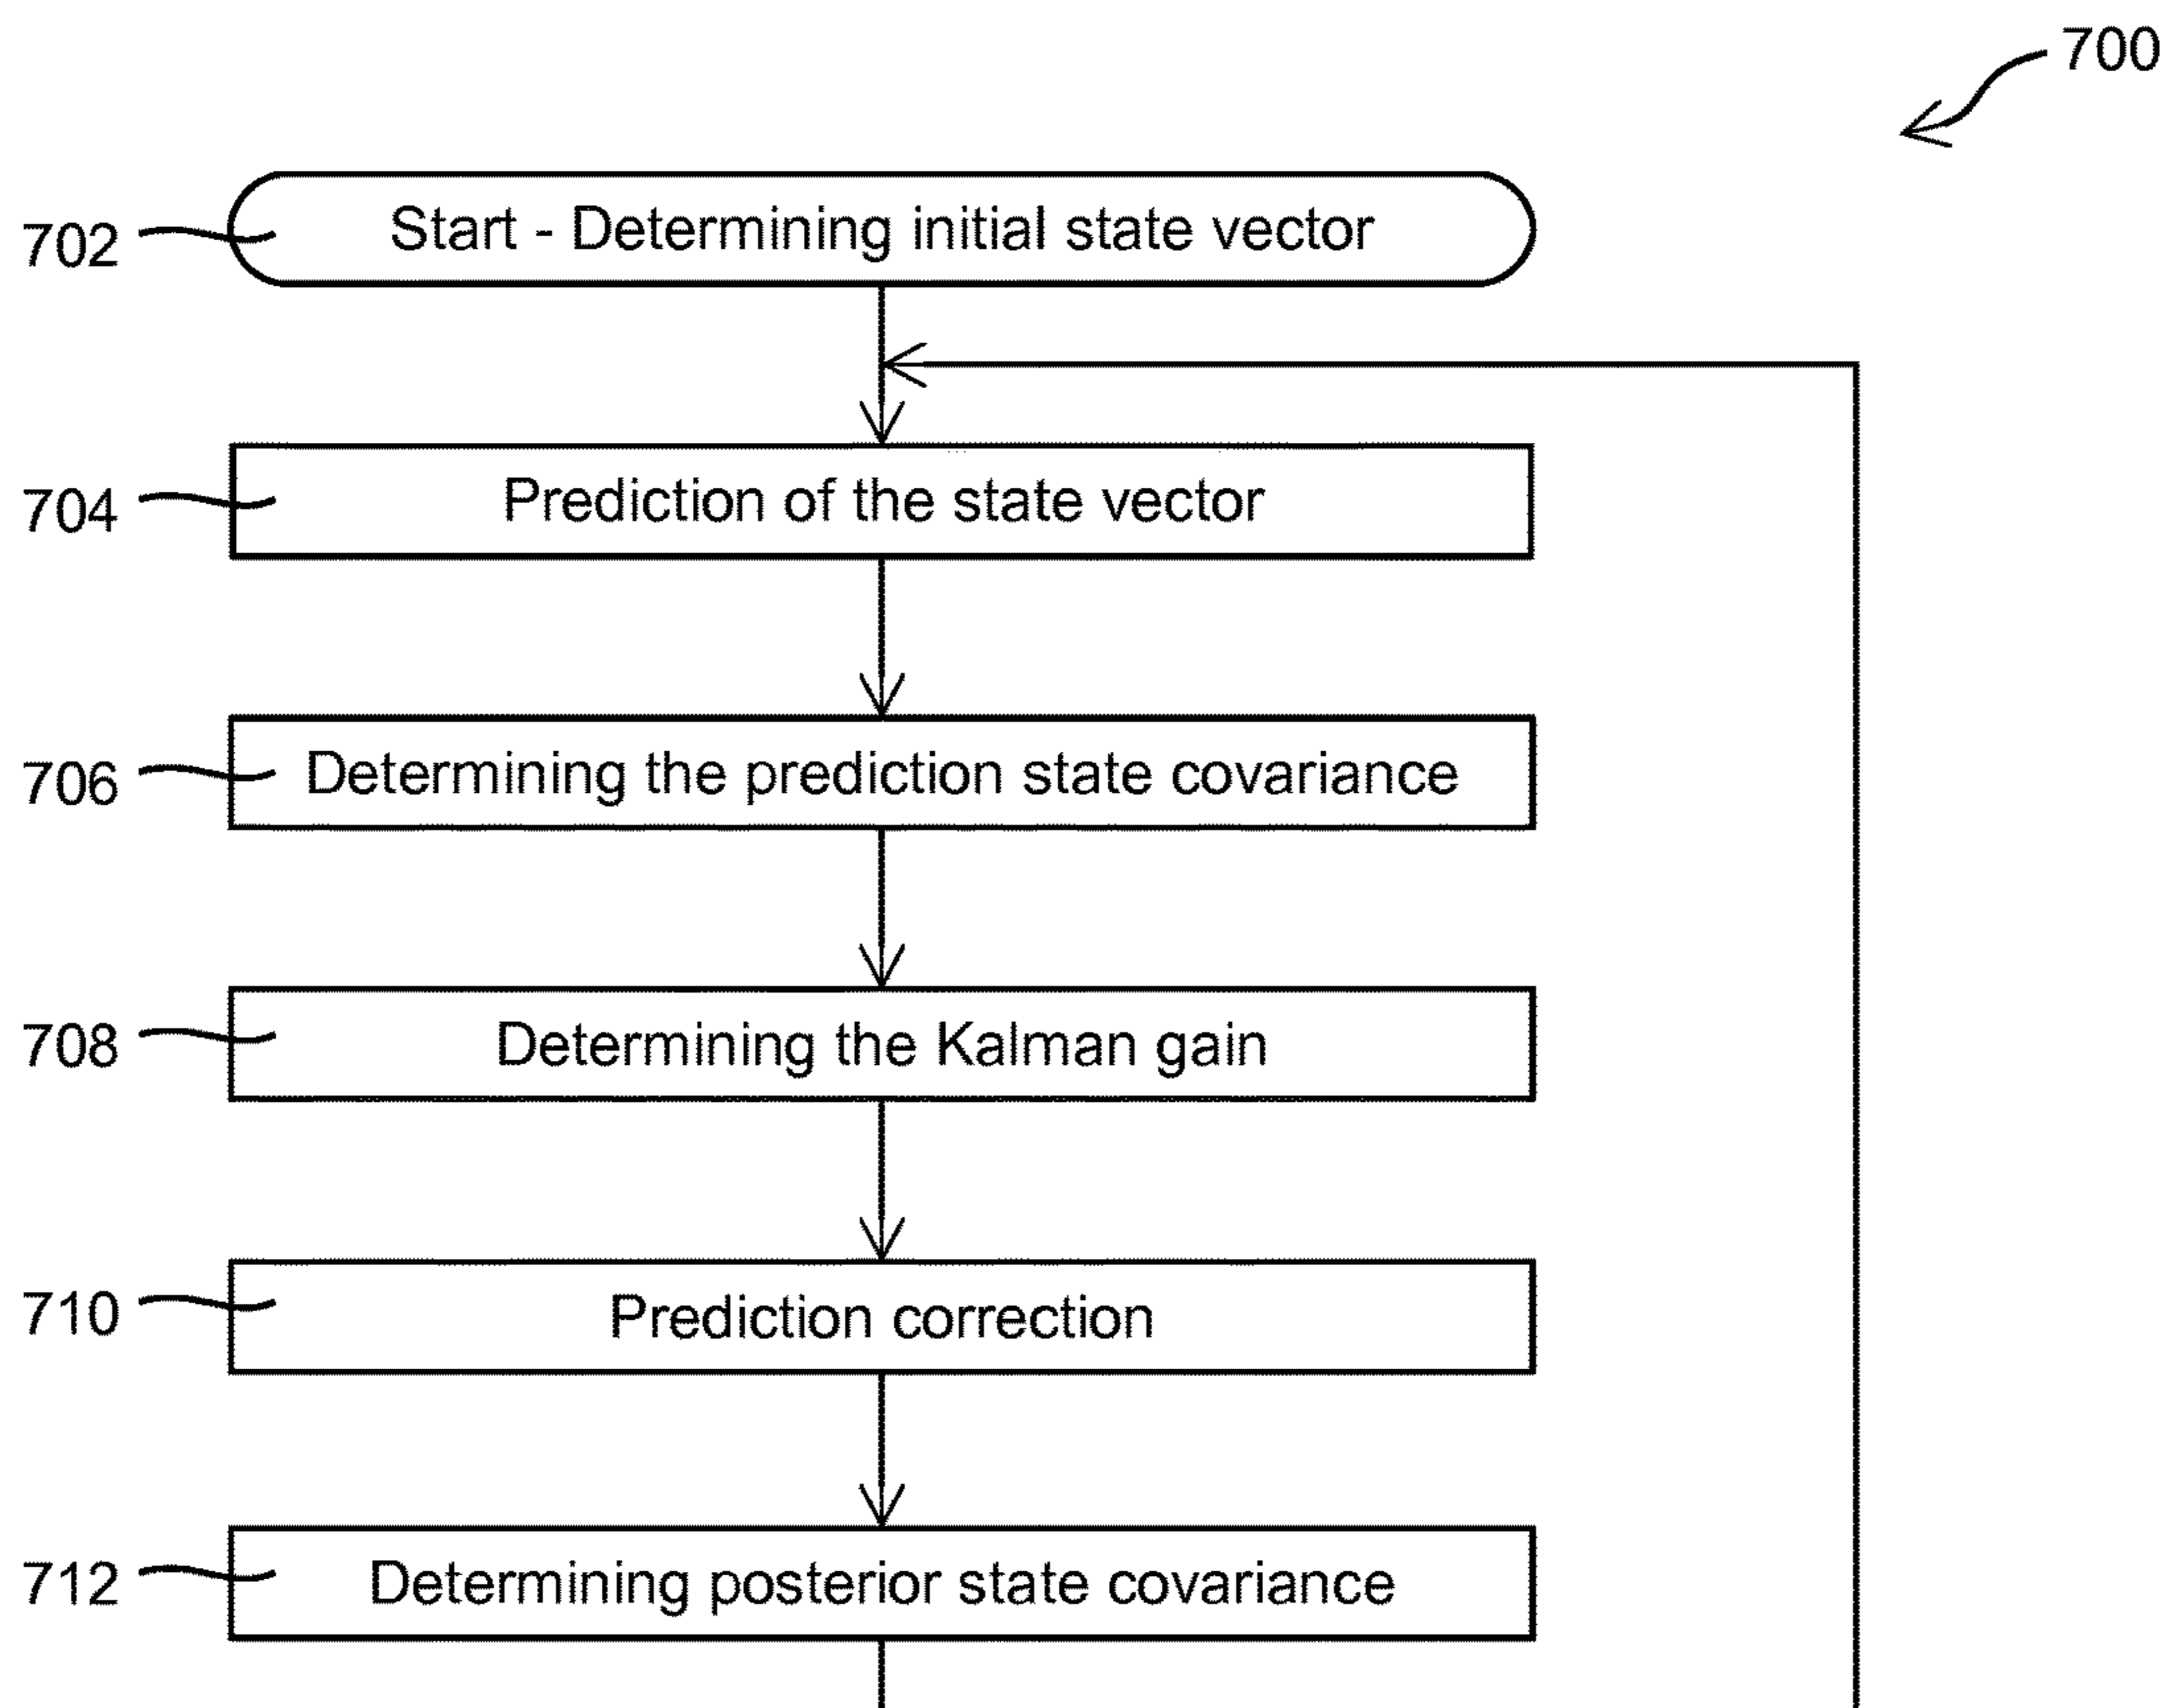 700
702 Start - Determining initial state vector
704 Prediction of the state vector
706 Determining the prediction state covariance
708 Determining the Kalman gain
710 Prediction correction
712 Determining posterior state covariance